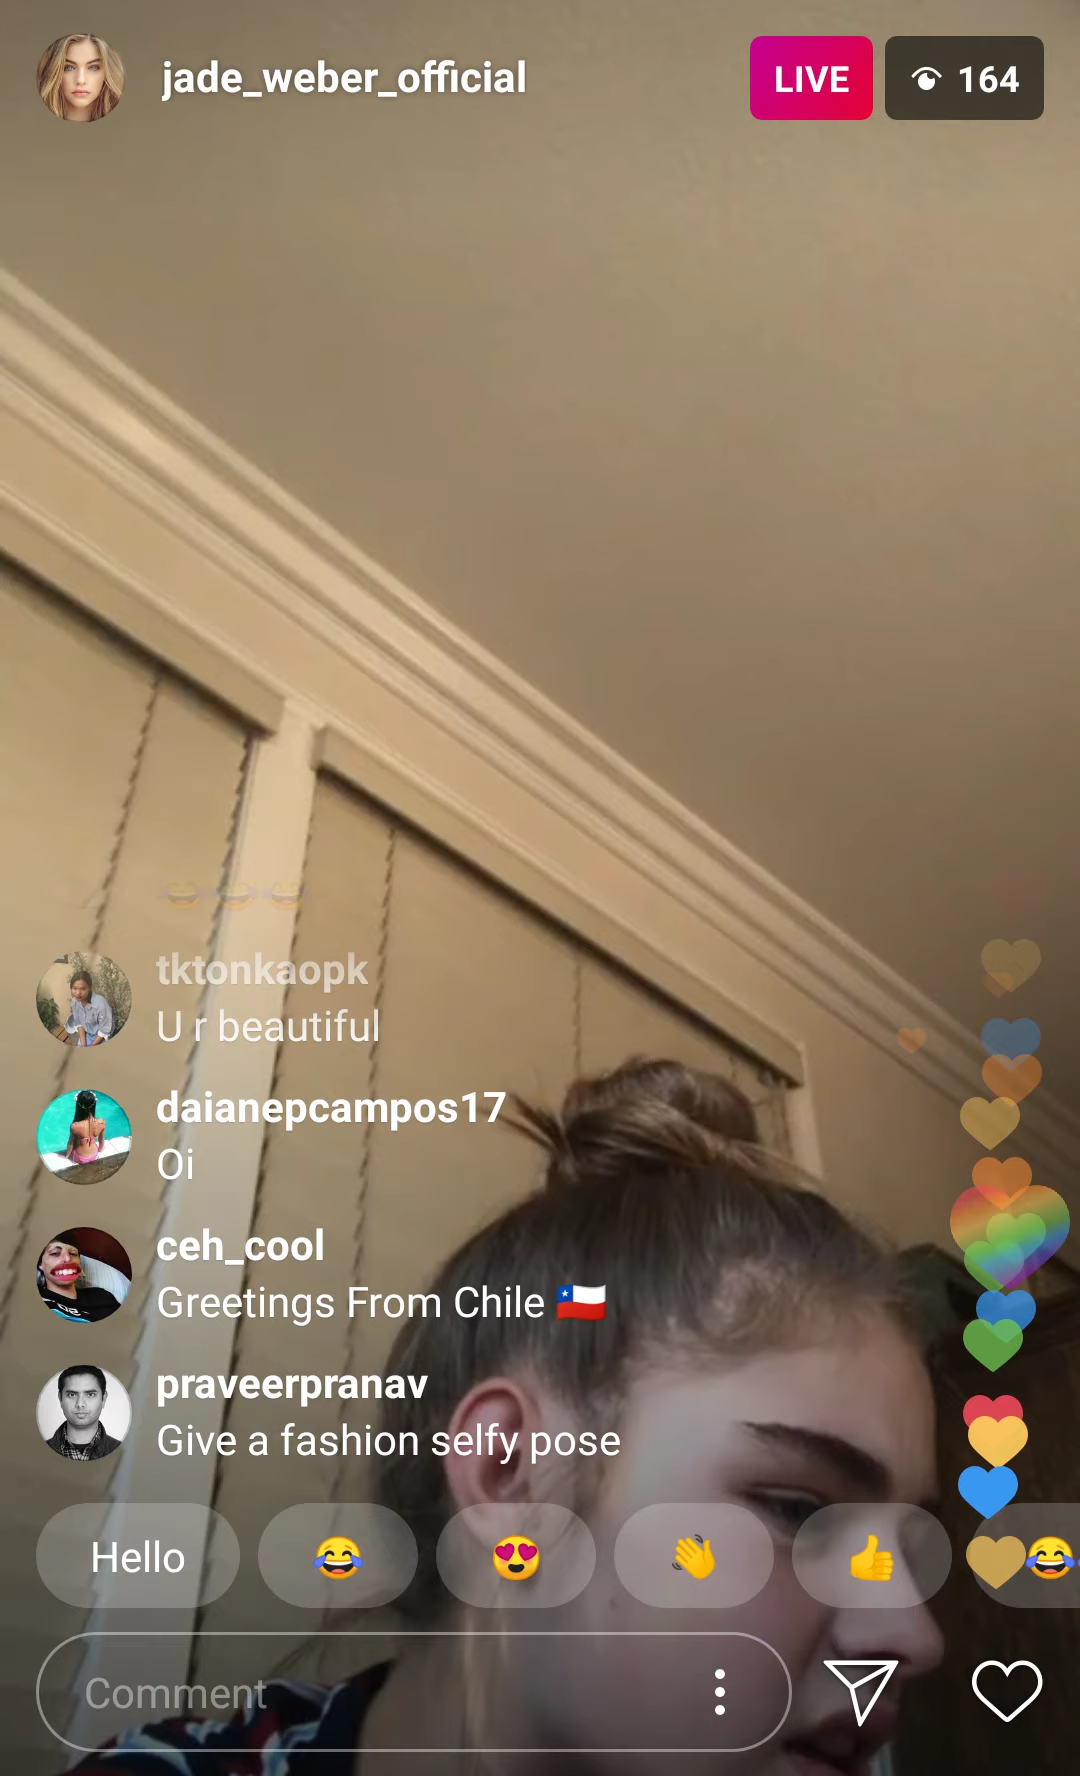 jade_weber_official
LIVE
164
tktonkaopk
U r beautiful
daianepcampos17
Oi
ceh_cool
Greetings From Chile 🇨🇱
praveerpranav
Give a fashion selfy pose
Hello
Comment